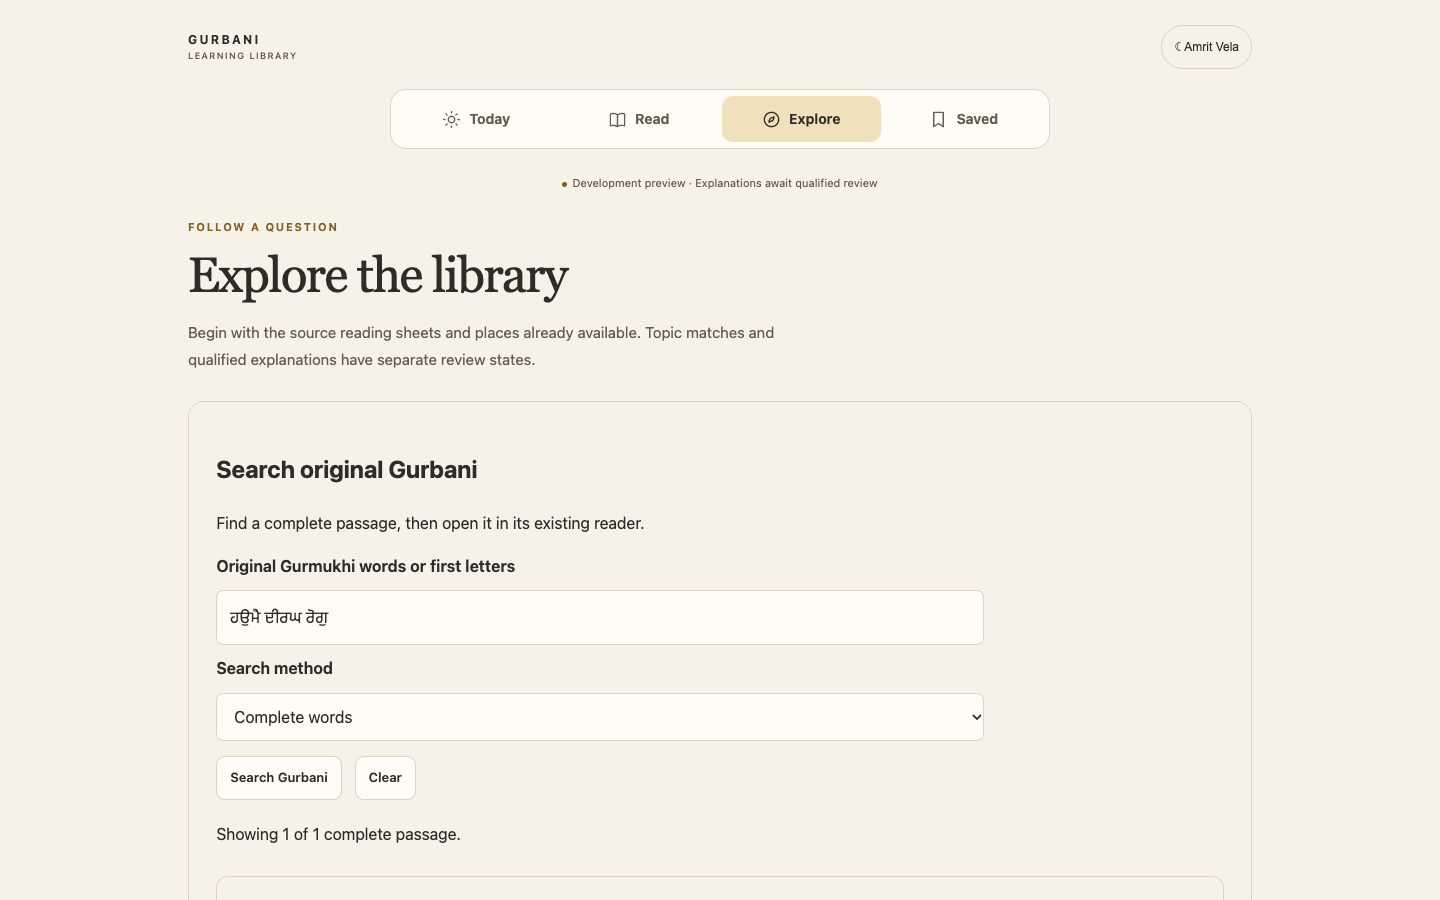 GURBANI
LEARNING LIBRARY
☾Amrit Vela
Today
Read
Explore
Saved
Development preview · Explanations await qualified review
FOLLOW A QUESTION
Explore the library
Begin with the source reading sheets and places already available. Topic matches and
qualified explanations have separate review states.
Search original Gurbani
Find a complete passage, then open it in its existing reader.
Original Gurmukhi words or first letters
ਹਉਮੈ ਦੀਰਘ ਰੋਗੁ
Search method
Complete words
Search Gurbani
Clear
Showing 1 of 1 complete passage.